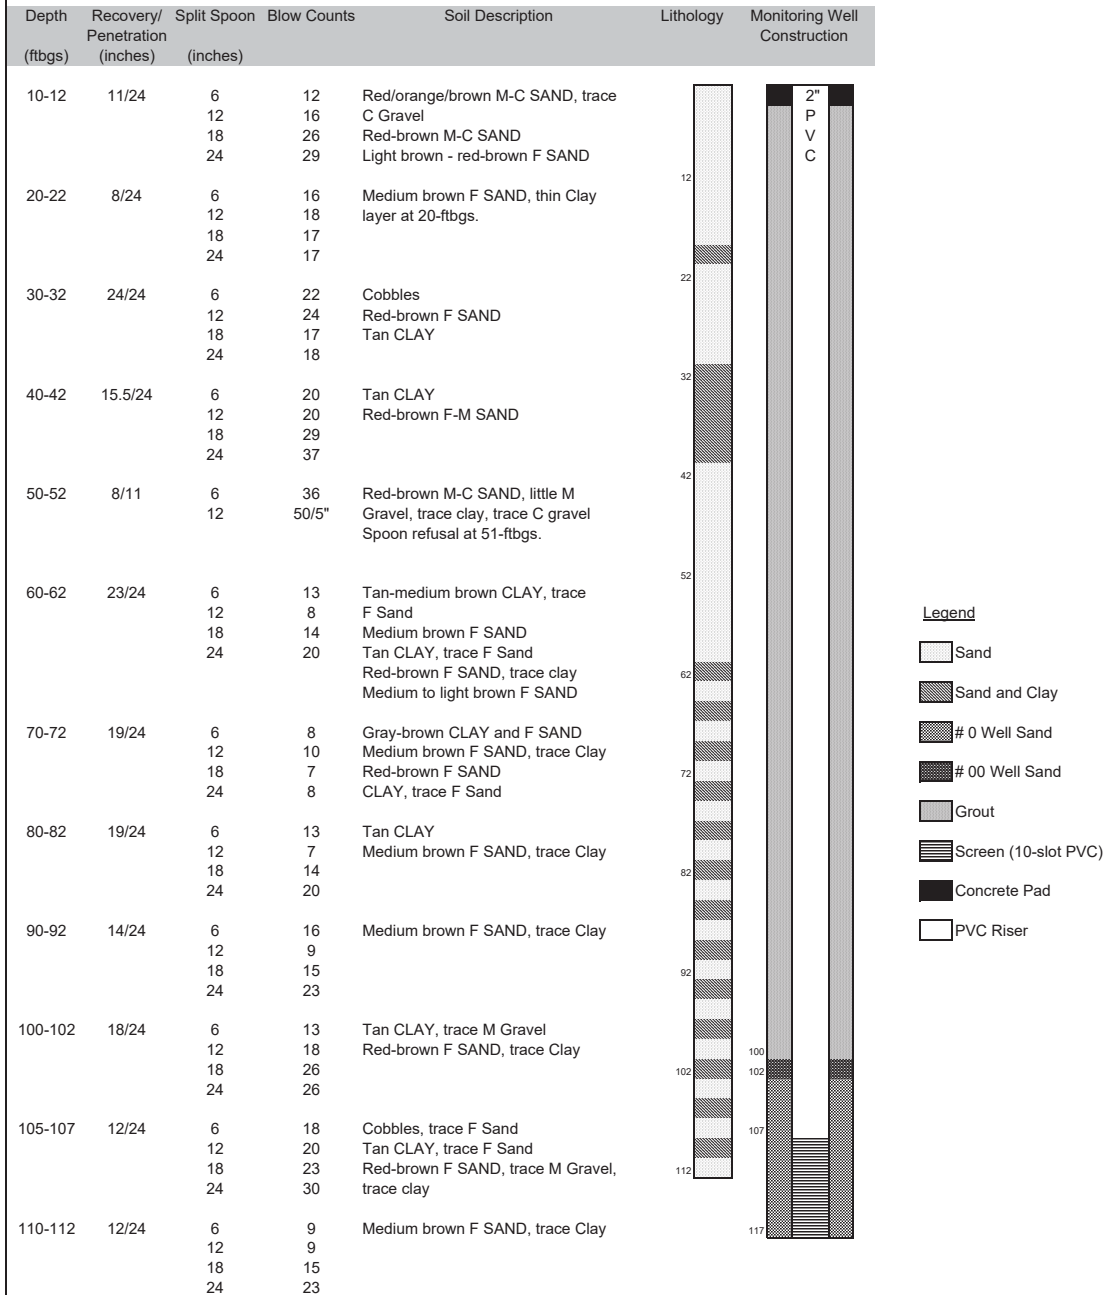 Depth Recovery/ Split Spoon Blow Counts Soil Description Lithology Monitoring Well
Penetration Construction
(ftbgs) (inches) (inches)
10-12 11/24 6 12 Red/orange/brown M-C SAND, trace 2"
12 16 C Gravel P
18 26 Red-brown M-C SAND V
24 29 Light brown - red-brown F SAND C
12
20-22 8/24 6 16 Medium brown F SAND, thin Clay
12 18 layer at 20-ftbgs.
18 17
24 17
22
30-32 24/24 6 22 Cobbles
12 24 Red-brown F SAND
18 17 Tan CLAY
24 18
32
40-42 15.5/24 6 20 Tan CLAY
12 20 Red-brown F-M SAND
18 29
24 37
42
50-52 8/11 6 36 Red-brown M-C SAND, little M
12 50/5" Gravel, trace clay, trace C gravel
Spoon refusal at 51-ftbgs.
52
60-62 23/24 6 13 Tan-medium brown CLAY, trace
12 8 F Sand
18 14 Medium brown F SAND
24 20 Tan CLAY, trace F Sand
62 Red-brown F SAND, trace clay
Medium to light brown F SAND
70-72 19/24 6 8 Gray-brown CLAY and F SAND
12 10 Medium brown F SAND, trace Clay
18 7 Red-brown F SAND 72
24 8 CLAY, trace F Sand
80-82 19/24 6 13 Tan CLAY
12 7 Medium brown F SAND, trace Clay
18 14 82
24 20
90-92 14/24 6 16 Medium brown F SAND, trace Clay
12 9
18 15 92
24 23
100-102 18/24 6 13 Tan CLAY, trace M Gravel
12 18 Red-brown F SAND, trace Clay 100
18 26 102 102
24 26
105-107 12/24 6 18 Cobbles, trace F Sand 107
12 20 Tan CLAY, trace F Sand
18 23 Red-brown F SAND, trace M Gravel, 112
24 30 trace clay
110-112 12/24 6 9 Medium brown F SAND, trace Clay 117
12 9
18 15
24 23
Legend
Sand
Sand and Clay
# 0 Well Sand
# 00 Well Sand
Grout
Screen (10-slot PVC)
Concrete Pad
PVC Riser